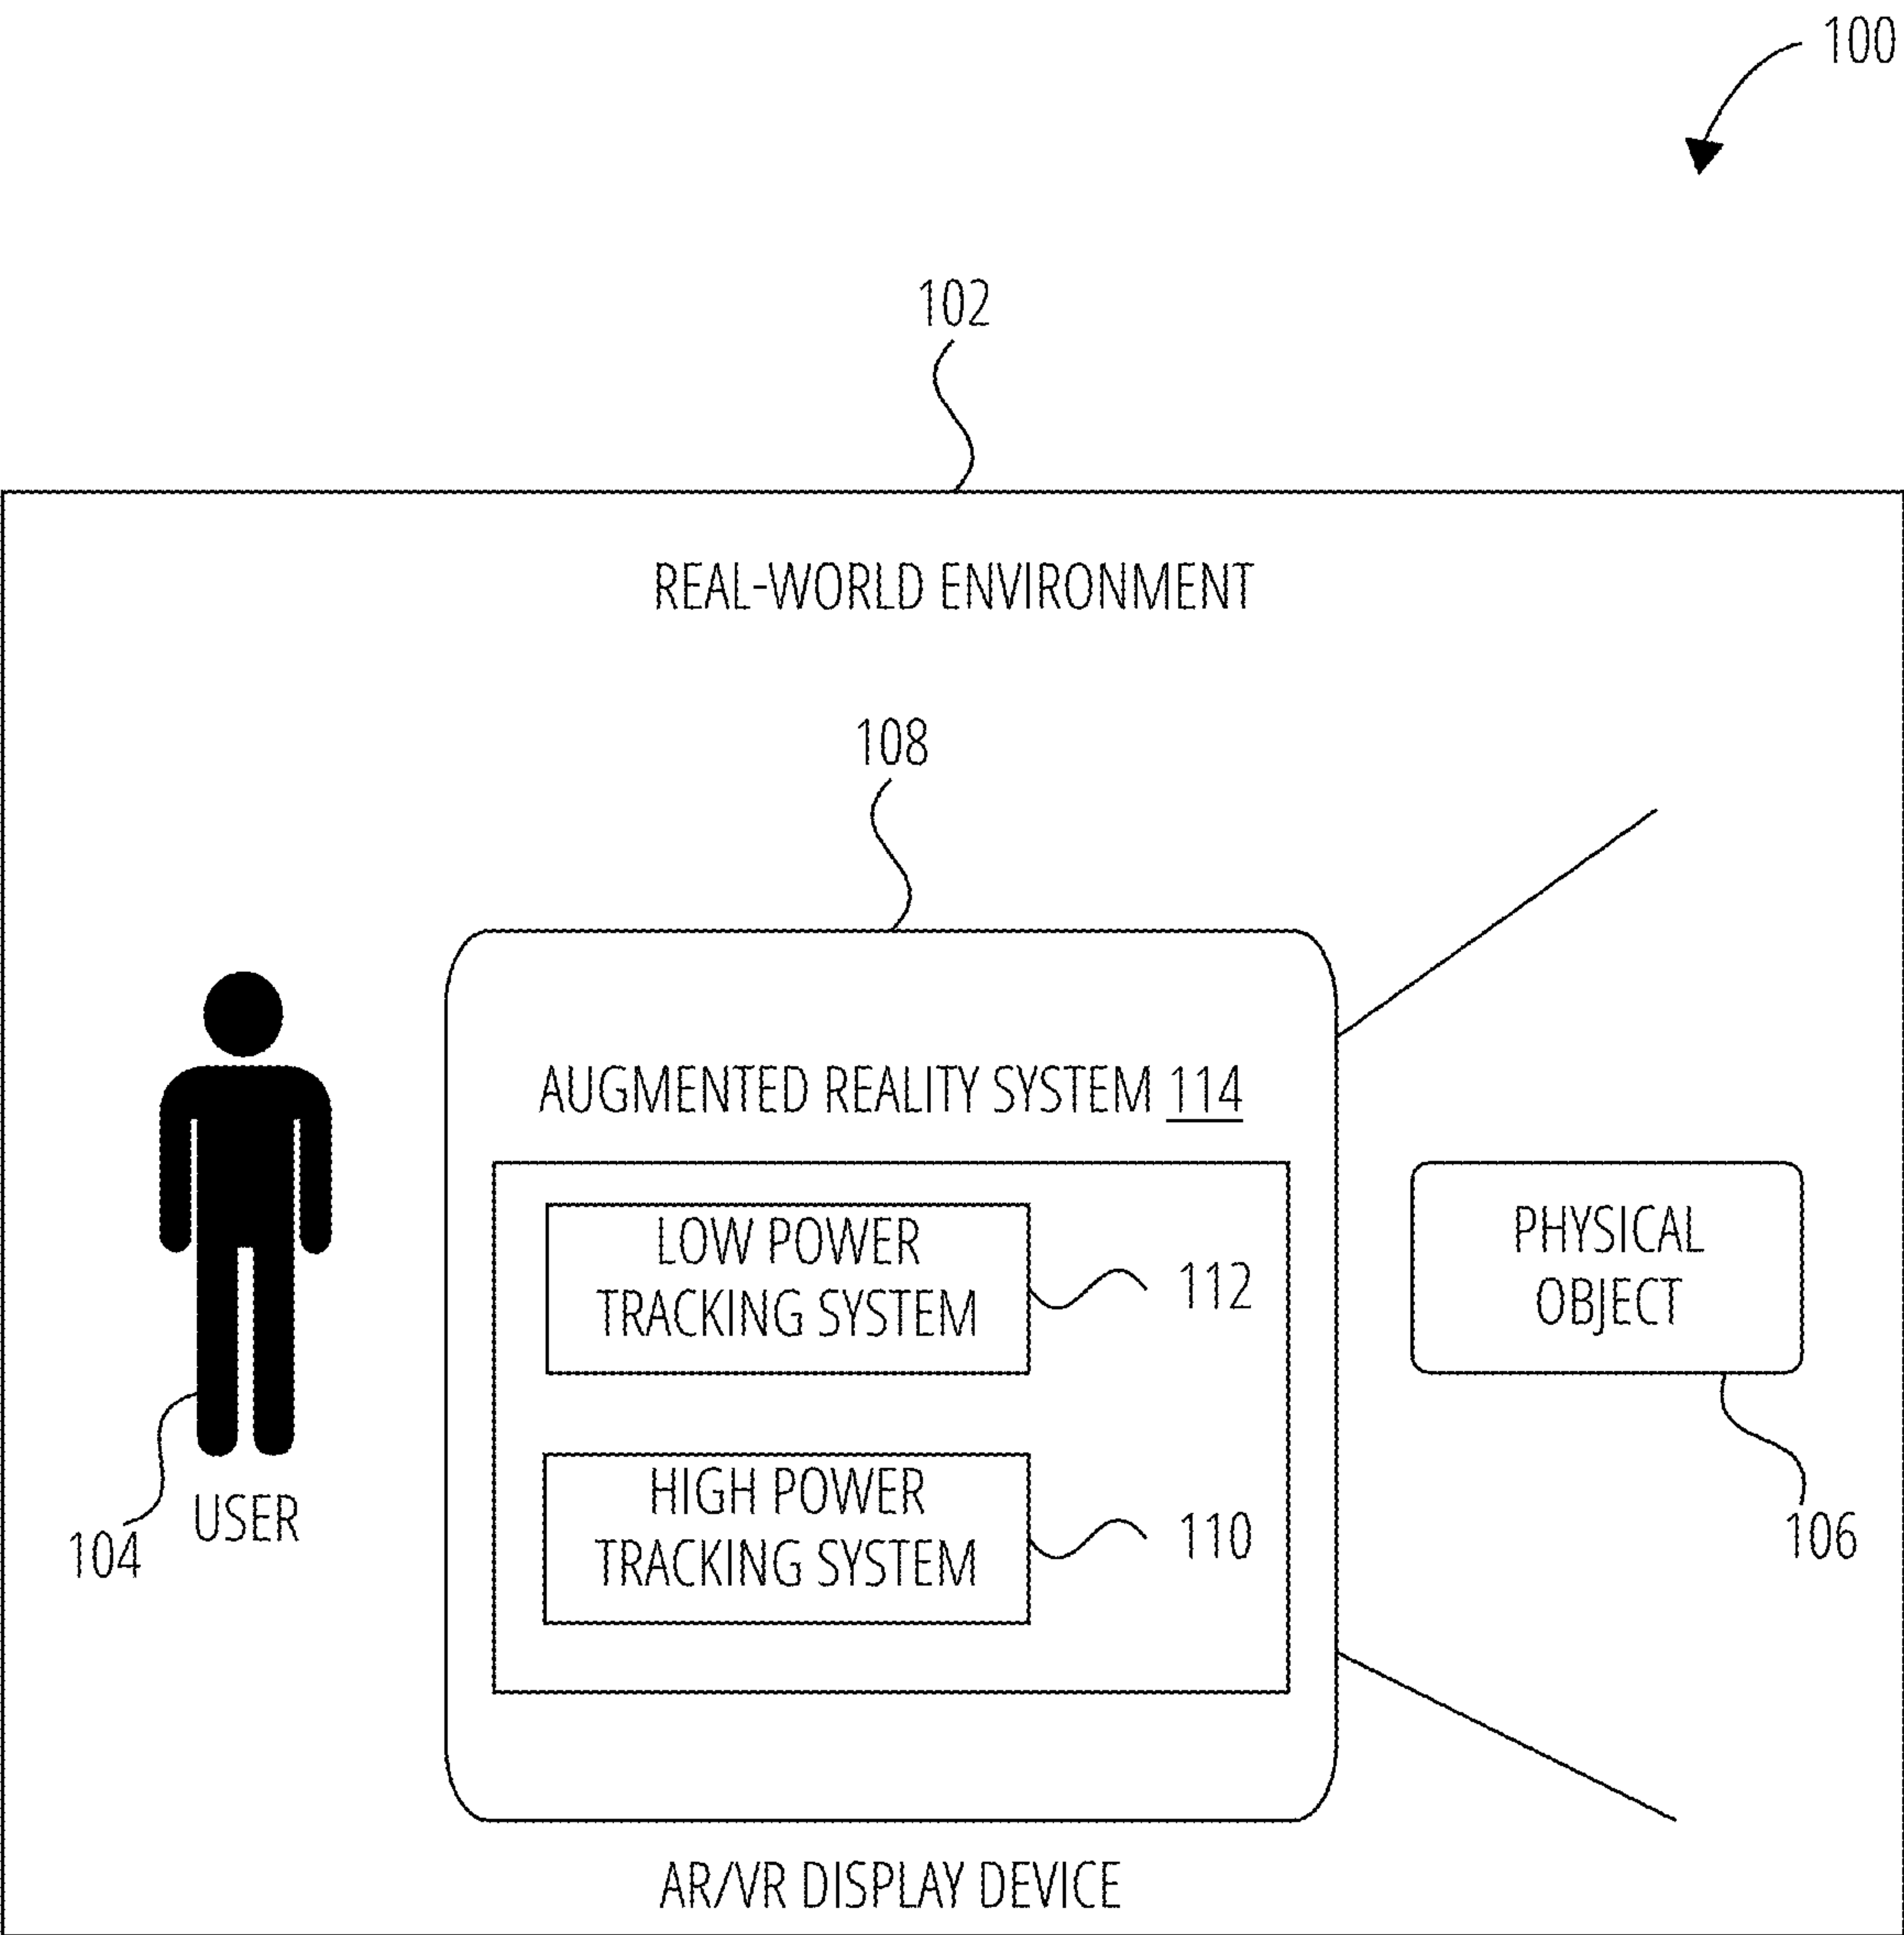 100
102
REAL-WORLD ENVIRONMENT
108
AUGMENTED REALITY SYSTEM 114
LOW POWER
TRACKING SYSTEM
112
HIGH POWER
TRACKING SYSTEM
110
PHYSICAL
OBJECT
106
USER
104
AR/VR DISPLAY DEVICE